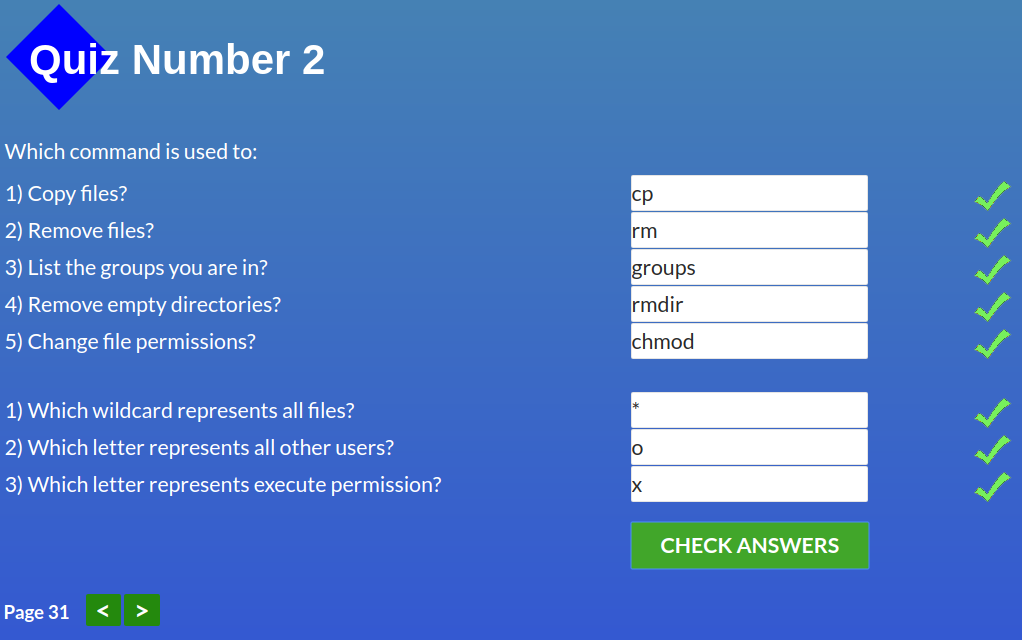 Quiz Number 2
Which command is used to:
1) Copy files? cp
2) Remove files? rm
3) List the groups you are in? groups
4) Remove empty directories? rmdir
5) Change file permissions? chmod
1) Which wildcard represents all files? *
2) Which letter represents all other users? o
3) Which letter represents execute permission? x
CHECK ANSWERS
Page 31 < >